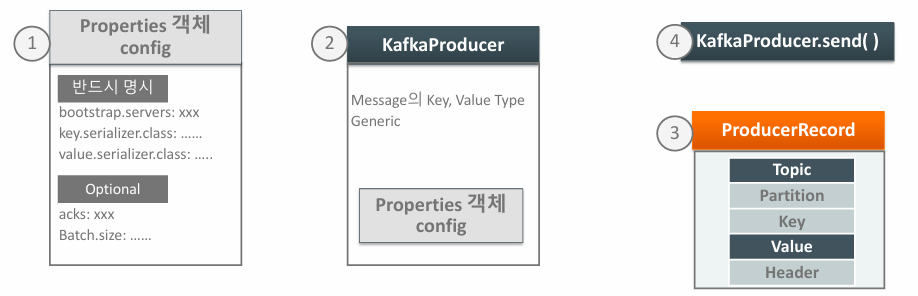 1
Properties 객체
config
반드시 명시
bootstrap.servers: xxx
key.serializer.class: ......
value.serializer.class: .....
Optional
acks: xxx
Batch.size: ......
2
KafkaProducer
Message의 Key, Value Type
Generic
Properties 객체
config
4
KafkaProducer.send( )
3
ProducerRecord
Topic
Partition
Key
Value
Header